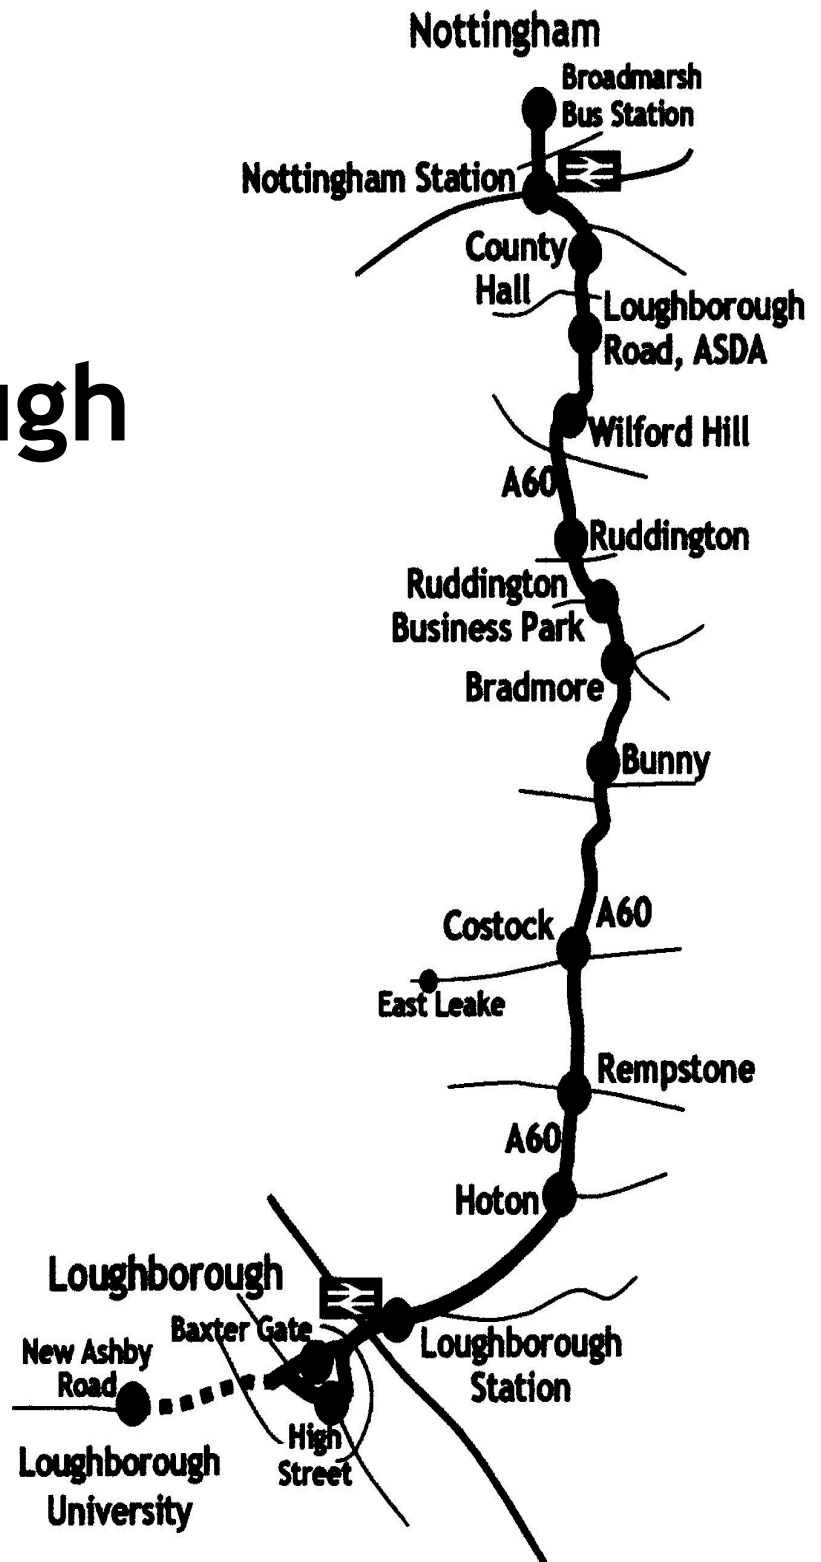 Nottingham
Broadmarsh
Bus Station
Nottingham Station
County
Hall
Loughborough
Road, ASDA
ugh
Wilford Hill
A60
Ruddington
Ruddington
Business Park
Bradmore
Bunny
Costock
A60
East Leake
Rempstone
A60
Hoton
Loughborough
Baxter Gate
Loughborough
Station
New Ashby
Road
High
Street
Loughborough
University